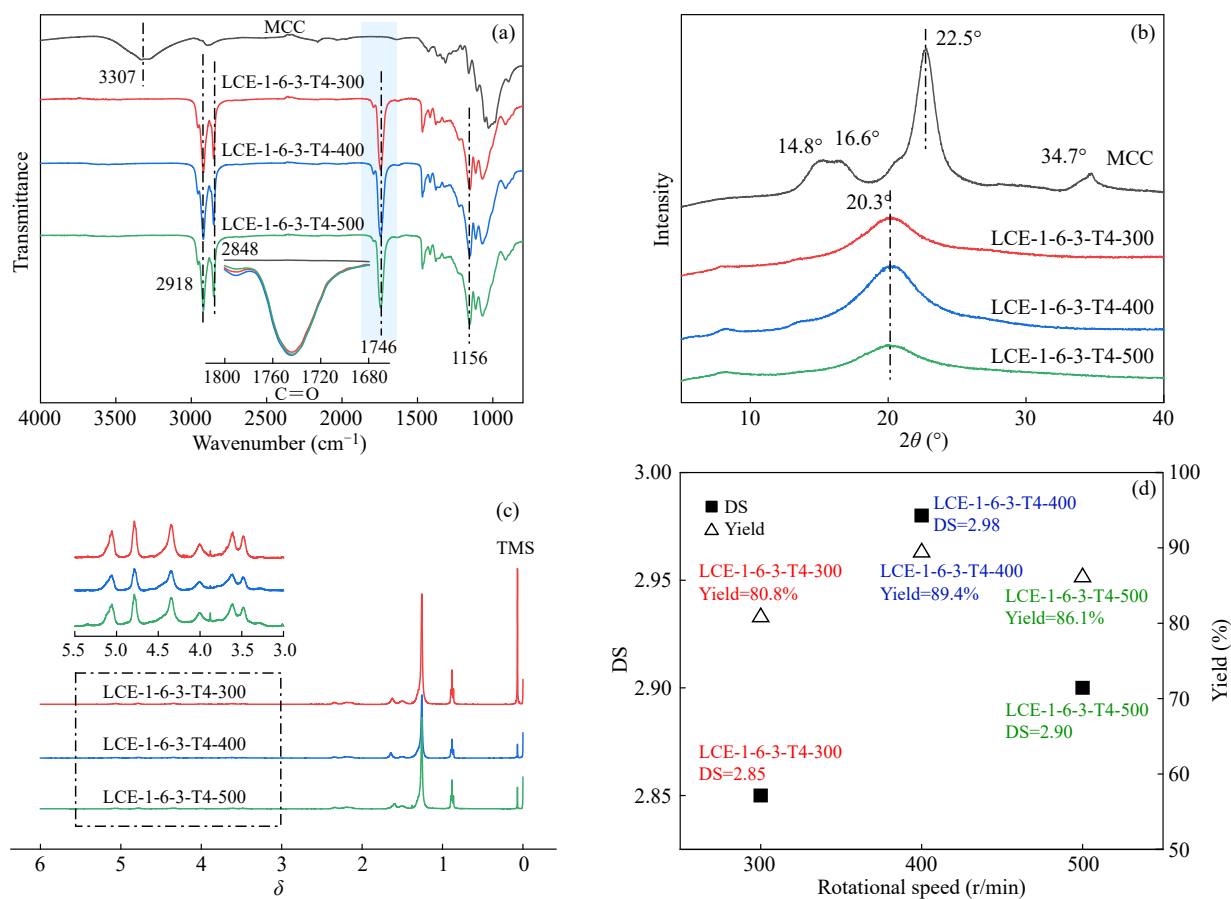 (a)
MCC
3307
LCE-1-6-3-T4-300
LCE-1-6-3-T4-400
LCE-1-6-3-T4-500
2848
2918
1746
1156
1800 1760 1720 1680
C=O
4000 3500 3000 2500 2000 1500 1000
Wavenumber (cm−1)
Transmittance
(b)
22.5°
14.8°
16.6°
34.7°
MCC
20.3°
LCE-1-6-3-T4-300
LCE-1-6-3-T4-400
LCE-1-6-3-T4-500
10 20 30 40
2θ (°)
Intensity
(c)
TMS
5.5 5.0 4.5 4.0 3.5 3.0
LCE-1-6-3-T4-300
LCE-1-6-3-T4-400
LCE-1-6-3-T4-500
6 5 4 3 2 1 0
δ
(d)
DS
Yield
LCE-1-6-3-T4-400
DS=2.98
LCE-1-6-3-T4-300
Yield=80.8%
LCE-1-6-3-T4-400
Yield=89.4%
LCE-1-6-3-T4-500
Yield=86.1%
LCE-1-6-3-T4-500
DS=2.90
LCE-1-6-3-T4-300
DS=2.85
3.00
2.95
2.90
2.85
DS
100
90
80
70
60
50
Yield (%)
300 400 500
Rotational speed (r/min)